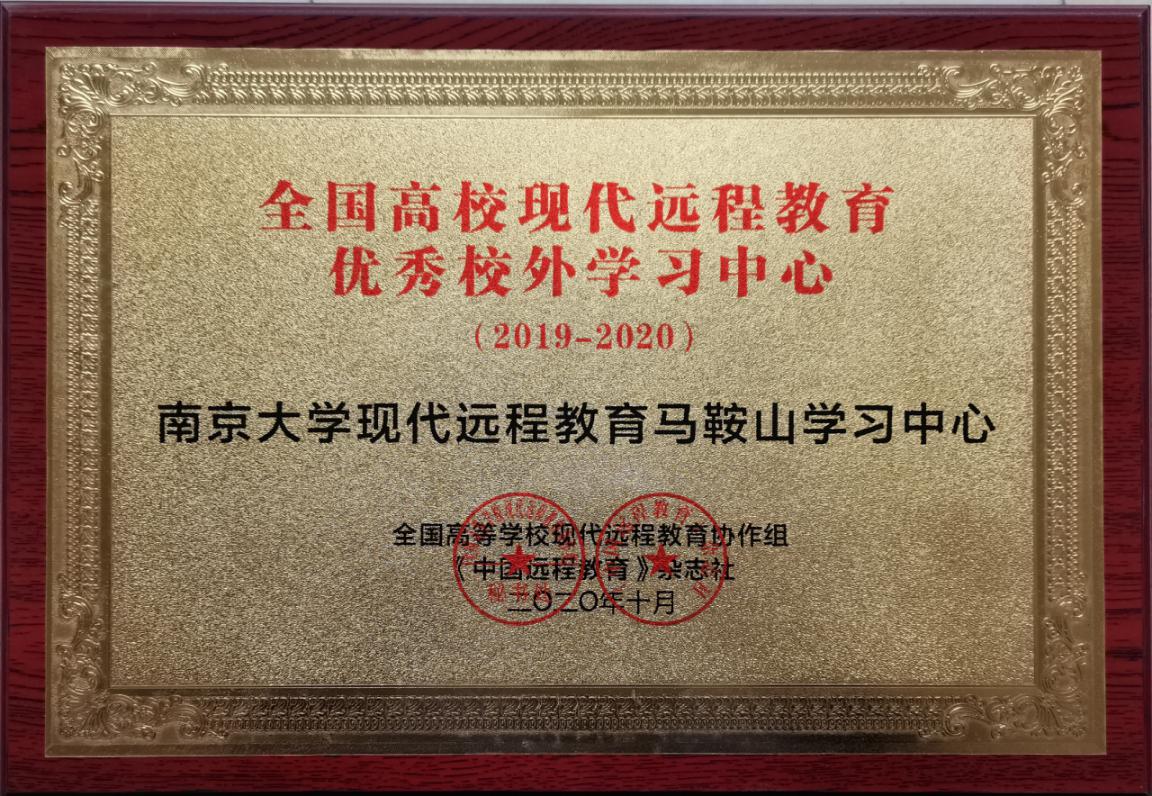 全国高校现代远程教育
优秀校外学习中心
（2019-2020）
南京大学现代远程教育马鞍山学习中心
全国高等学校现代远程教育协作组
《中国远程教育》杂志社
二〇二〇年十月